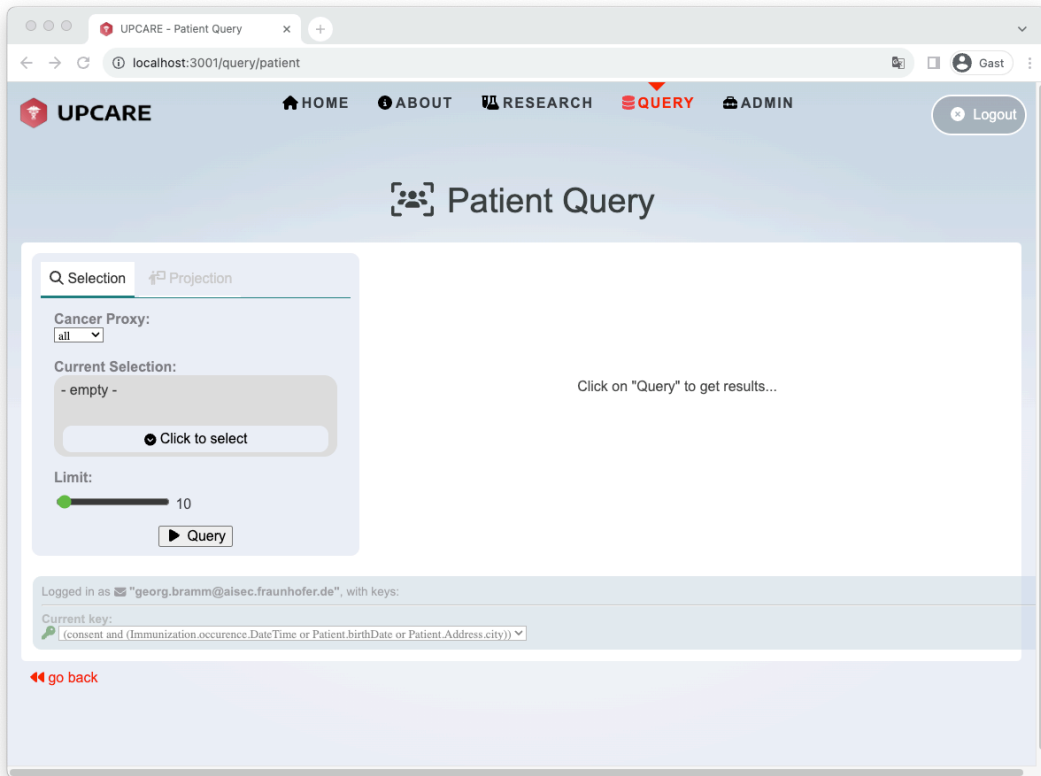 UPCARE - Patient Query
localhost:3001/query/patient
Gast
UPCARE
HOME
ABOUT
RESEARCH
QUERY
ADMIN
Logout
Patient Query
Selection
Projection
Cancer Proxy:
all
Current Selection:
- empty -
Click to select
Limit:
10
Query
Click on "Query" to get results...
Logged in as "georg.bramm@aisec.fraunhofer.de", with keys:
Current key:
(consent and (Immunization.occurence.DateTime or Patient.birthDate or Patient.Address.city))
go back